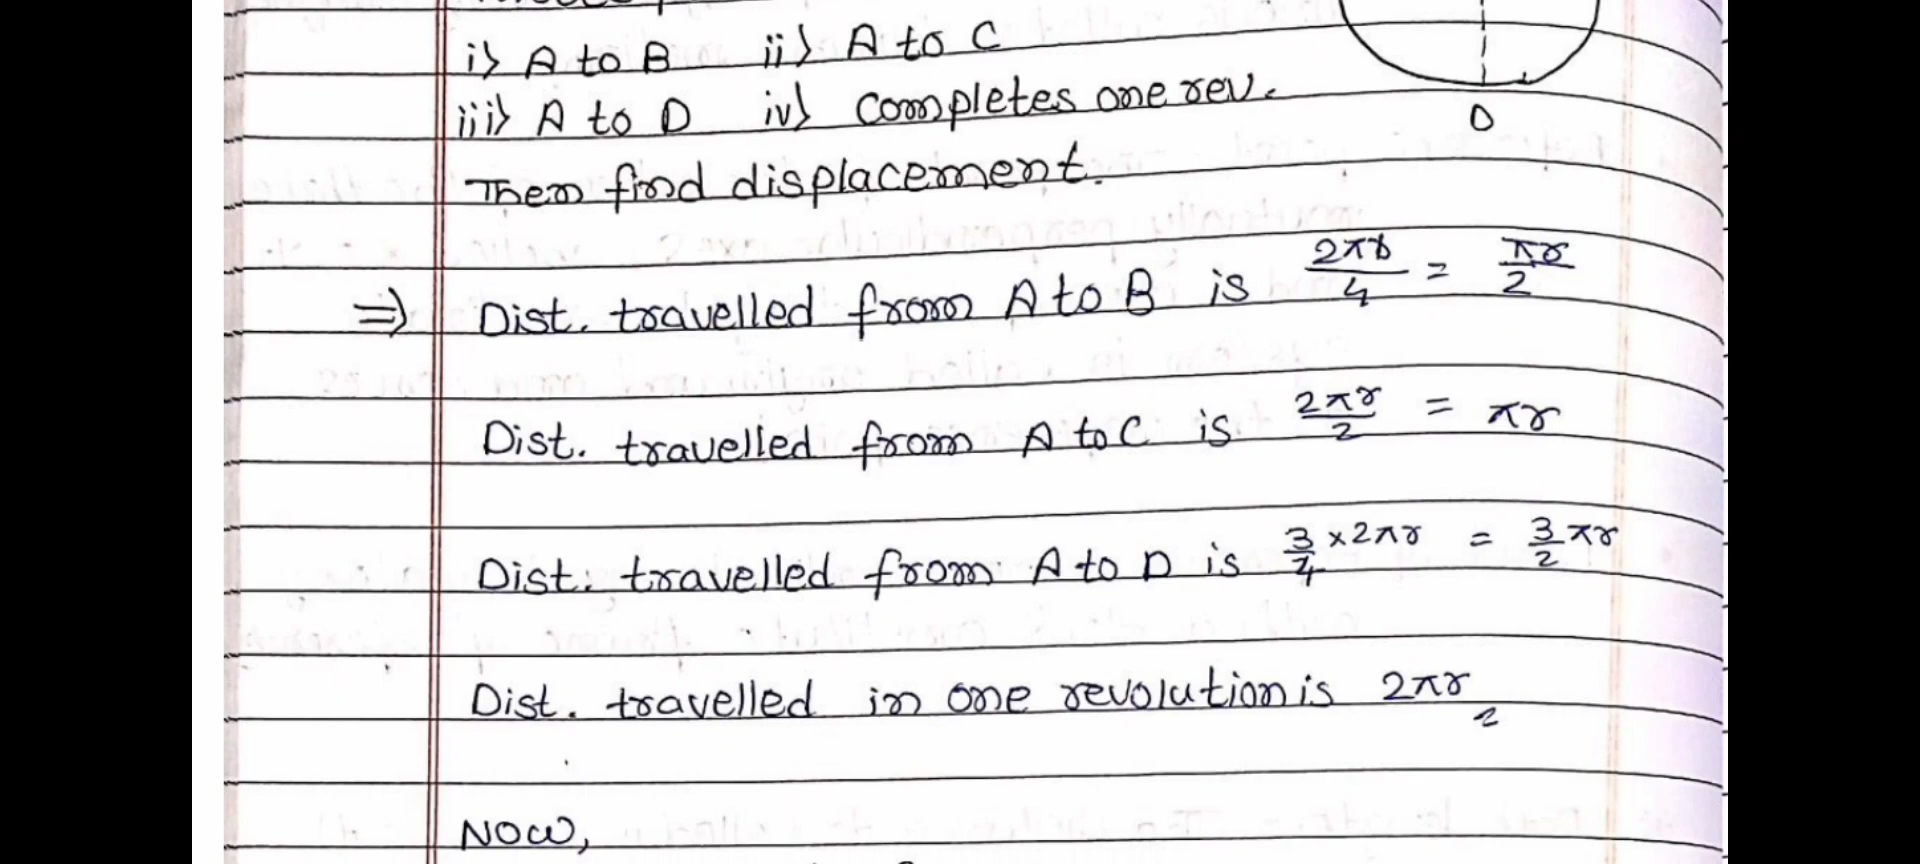 i) A to B ii) A to C
iii) A to D iv) completes one rev.
D
Then find displacement.
⇒ Dist. travelled from A to B is 2πr/4 = πr/2
Dist. travelled from A to C is 2πr/2 = πr
Dist. travelled from A to D is 3/4 × 2πr = 3/2 πr
Dist. travelled in one revolution is 2πr
Now,